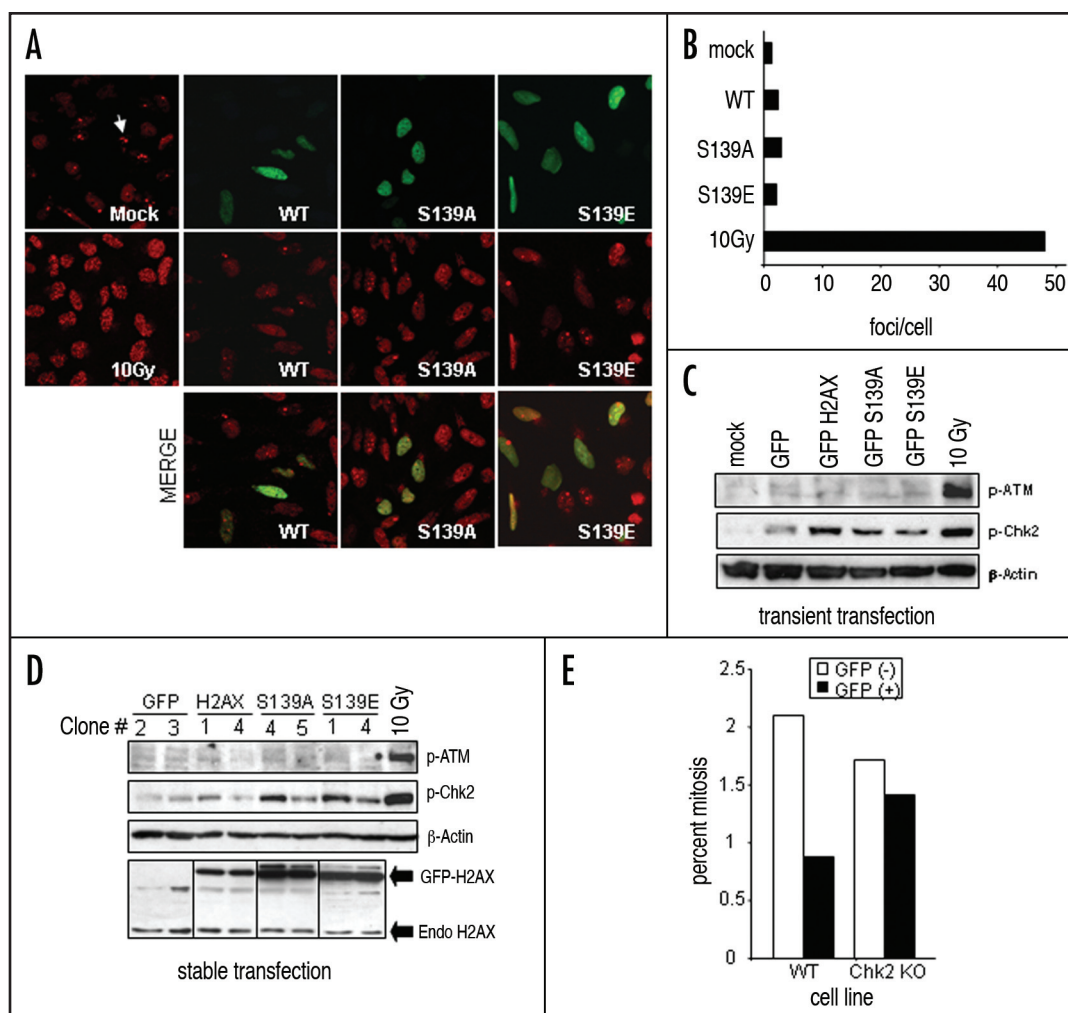 A
Mock
WT
S139A
S139E
10Gy
WT
S139A
S139E
MERGE
WT
S139A
S139E
B
mock
WT
S139A
S139E
10Gy
0 10 20 30 40 50
foci/cell
C
mock
GFP
GFP H2AX
GFP S139A
GFP S139E
10 Gy
p-ATM
p-Chk2
β-Actin
transient transfection
D
GFP H2AX S139A S139E 10 Gy
Clone # 2 3 1 4 4 5 1 4
p-ATM
p-Chk2
β-Actin
GFP-H2AX
Endo H2AX
stable transfection
E
GFP (-)
GFP (+)
2.5
2
1.5
1
0.5
0
percent mitosis
WT Chk2 KO
cell line